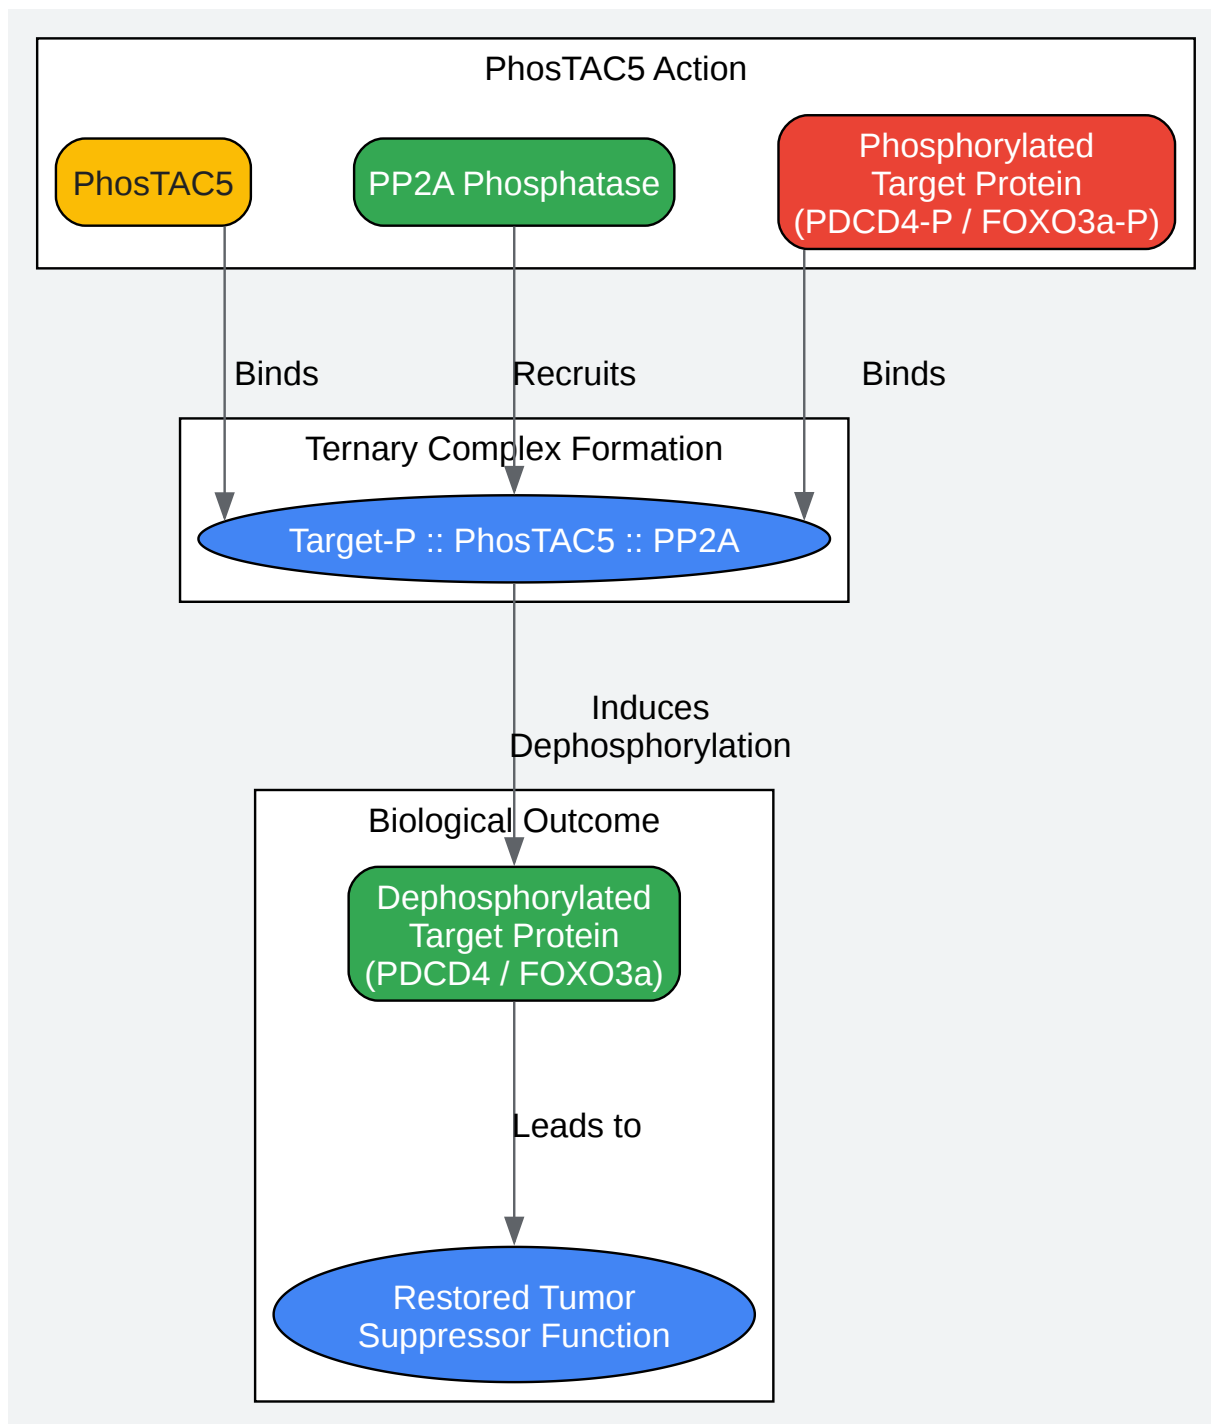 PhosTAC5 Action
PhosTAC5
PP2A Phosphatase
Phosphorylated
Target Protein
(PDCD4-P / FOXO3a-P)
Binds
Recruits
Binds
Ternary Complex Formation
Target-P :: PhosTAC5 :: PP2A
Induces
Dephosphorylation
Biological Outcome
Dephosphorylated
Target Protein
(PDCD4 / FOXO3a)
Leads to
Restored Tumor
Suppressor Function